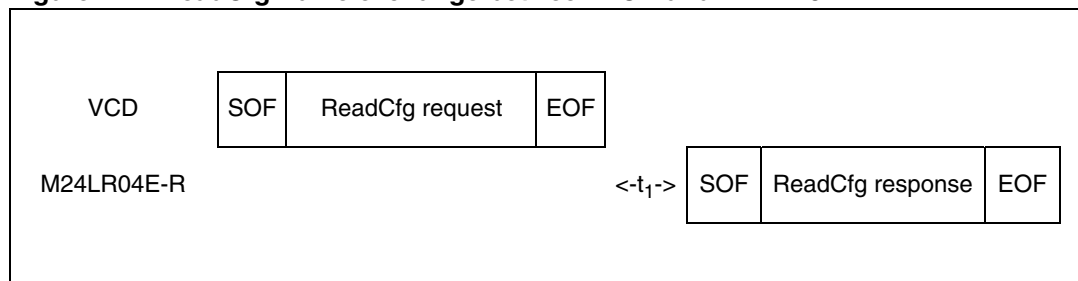 VCD SOF ReadCfg request EOF
M24LR04E-R <-t1-> SOF ReadCfg response EOF